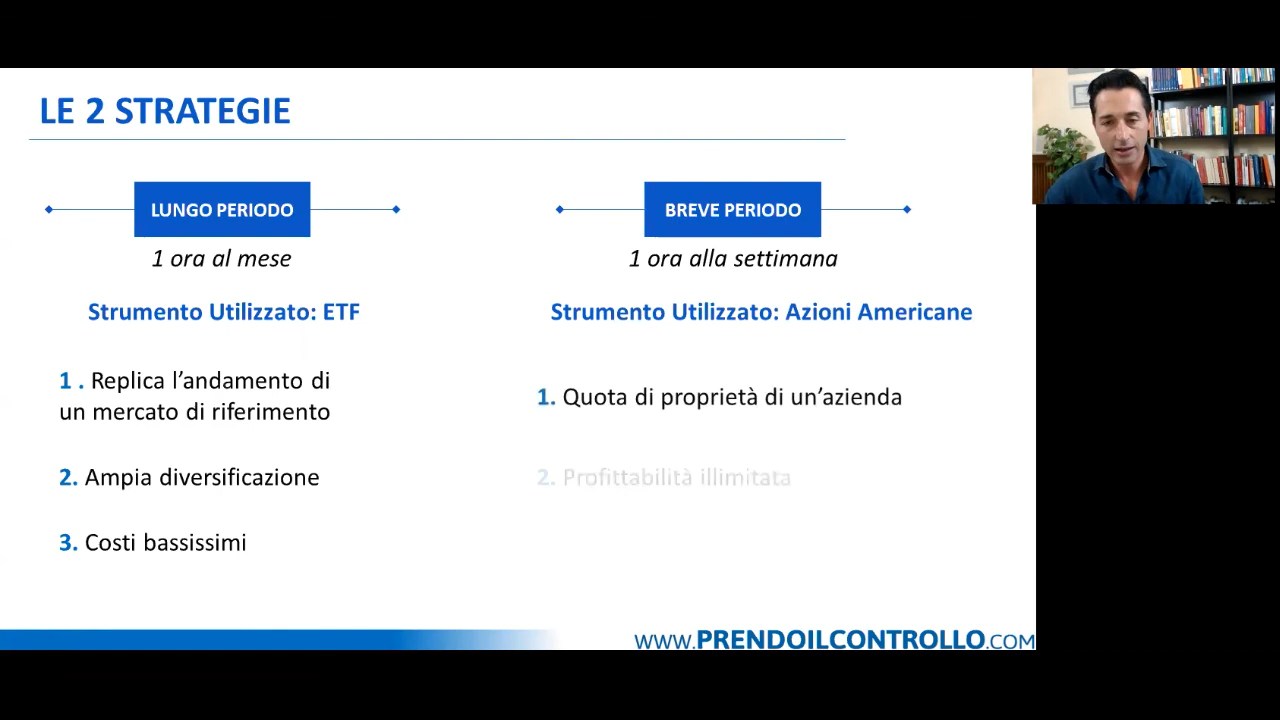 LE 2 STRATEGIE
LUNGO PERIODO
1 ora al mese
Strumento Utilizzato: ETF
1 . Replica l’andamento di
un mercato di riferimento
2. Ampia diversificazione
3. Costi bassissimi
BREVE PERIODO
1 ora alla settimana
Strumento Utilizzato: Azioni Americane
1. Quota di proprietà di un’azienda
2. Profittabilità illimitata
WWW.PRENDOILCONTROLLO.COM